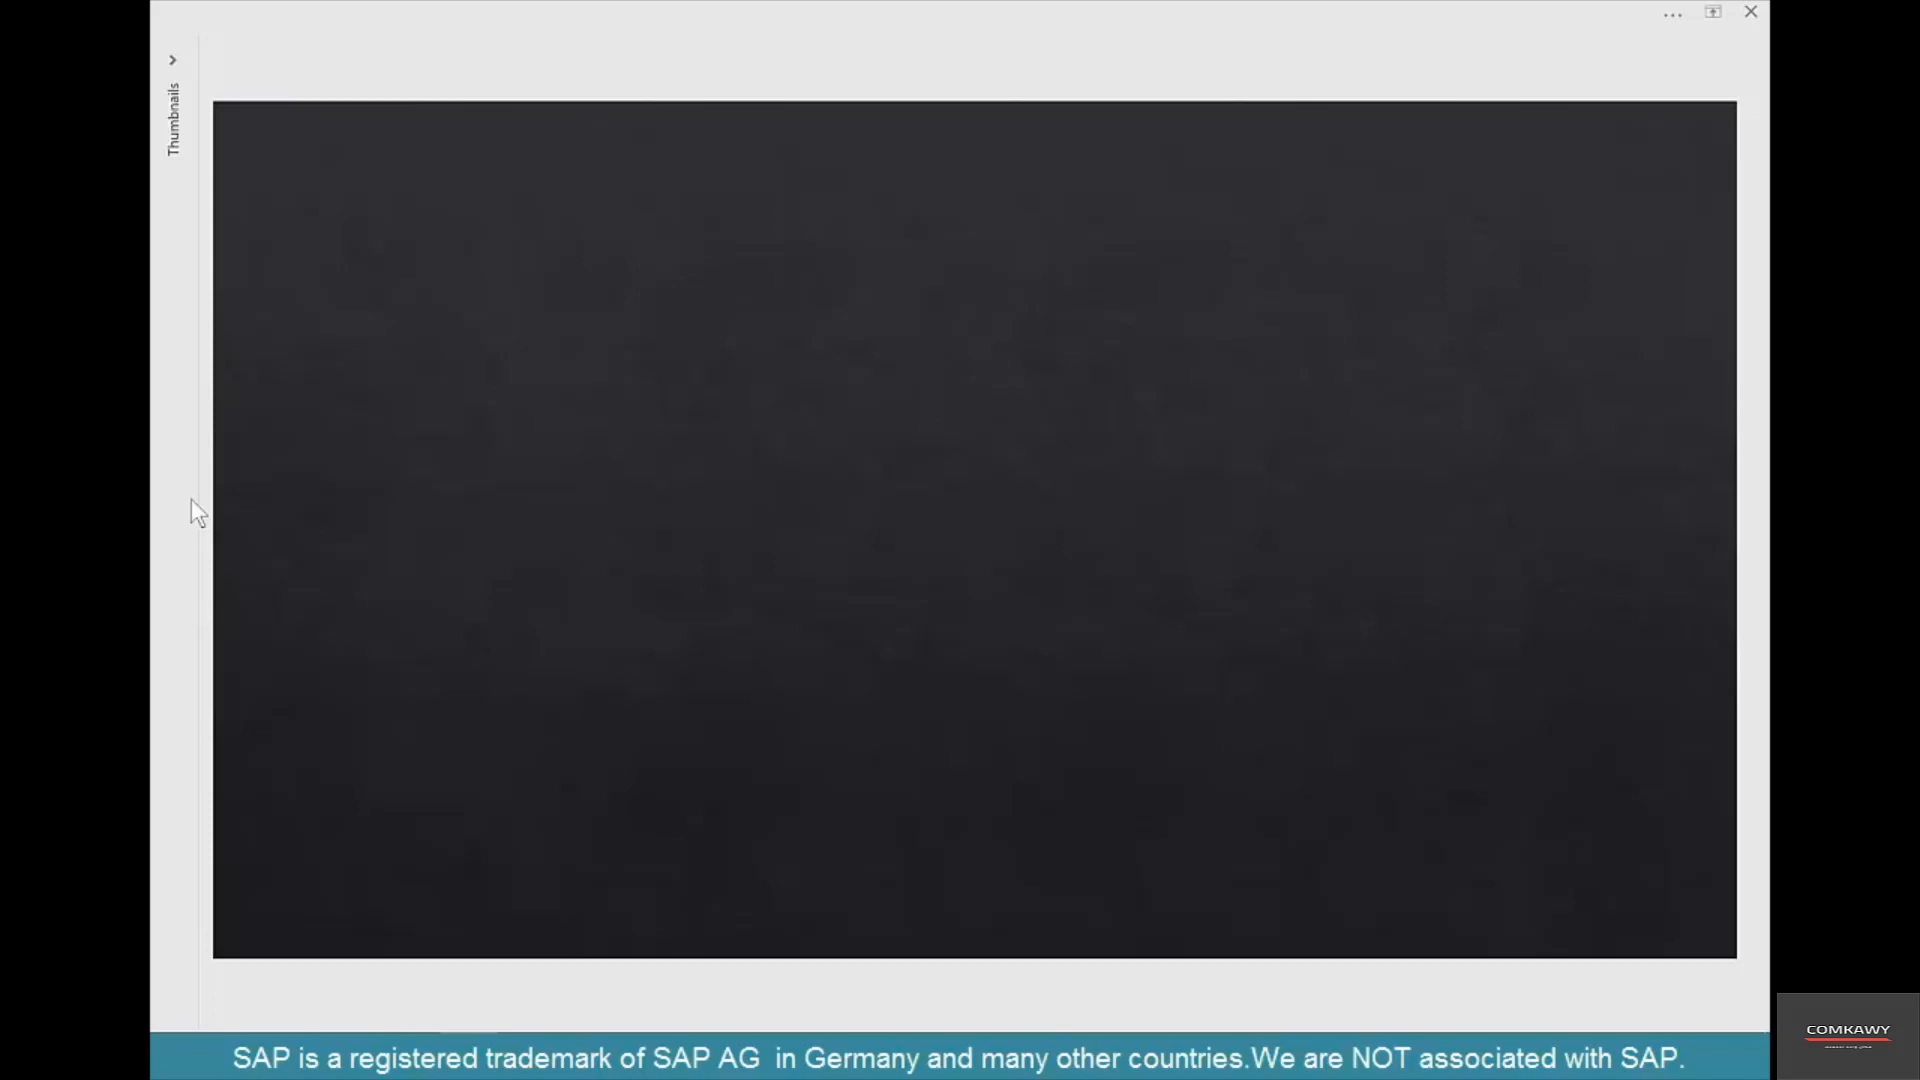 Thumbnails
SAP is a registered trademark of SAP AG  in Germany and many other countries.We are NOT associated with SAP.
COMKAWY